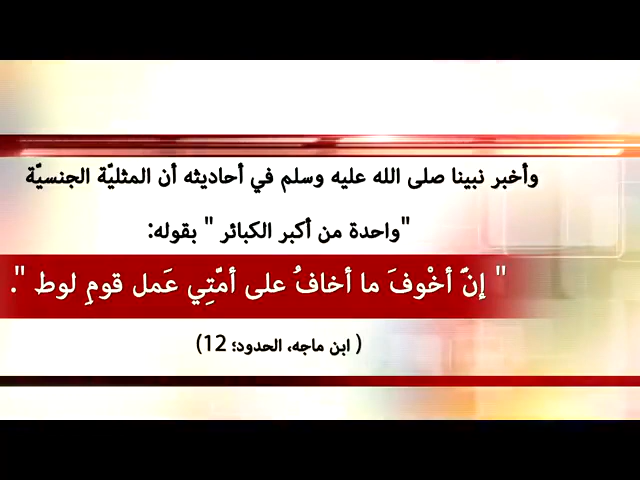 وأخبر نبينا صلى الله عليه وسلم في أحاديثه أن المثليّة الجنسيّة
"واحدة من أكبر الكبائر " بقوله:
" إنَّ أخْوفَ ما أخافُ على أمَّتِي عَمل قومِ لوط ".
( ابن ماجه، الحدود؛ 12)